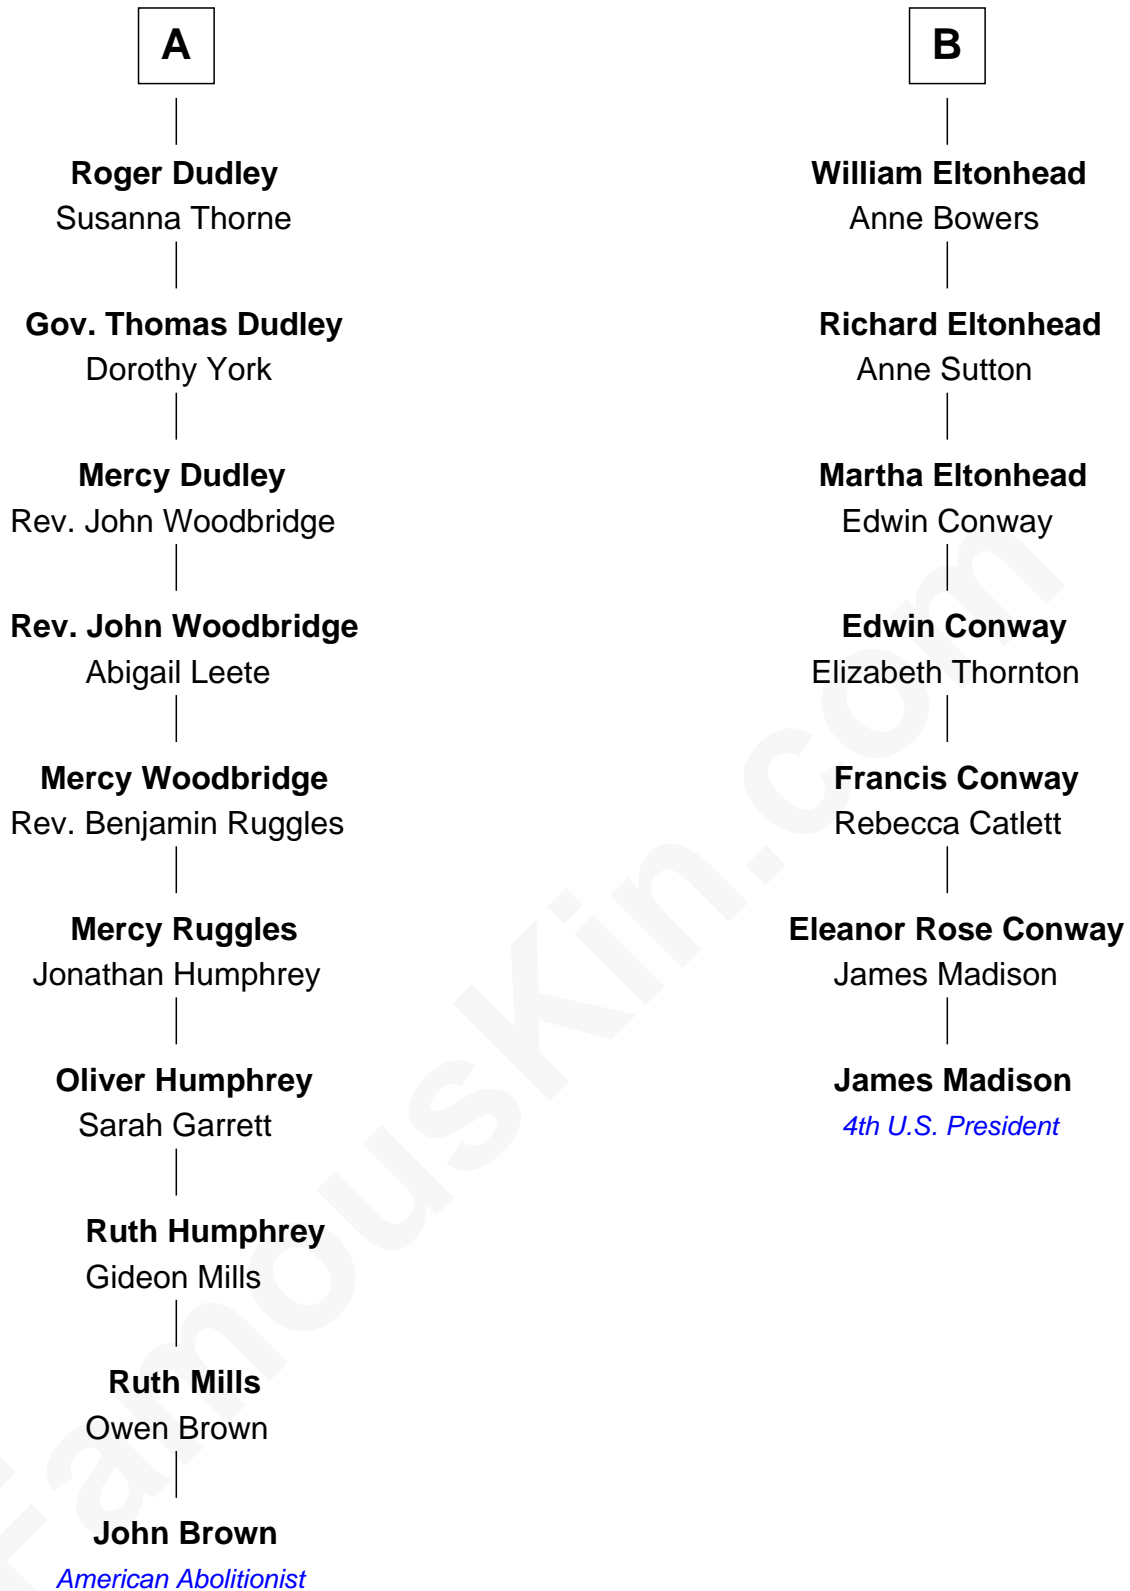 A
Roger Dudley
Susanna Thorne
Gov. Thomas Dudley
Dorothy York
Mercy Dudley
Rev. John Woodbridge
Rev. John Woodbridge
Abigail Leete
Mercy Woodbridge
Rev. Benjamin Ruggles
Mercy Ruggles
Jonathan Humphrey
Oliver Humphrey
Sarah Garrett
Ruth Humphrey
Gideon Mills
Ruth Mills
Owen Brown
John Brown
American Abolitionist
B
William Eltonhead
Anne Bowers
Richard Eltonhead
Anne Sutton
Martha Eltonhead
Edwin Conway
Edwin Conway
Elizabeth Thornton
Francis Conway
Rebecca Catlett
Eleanor Rose Conway
James Madison
James Madison
4th U.S. President
FamousKin.com